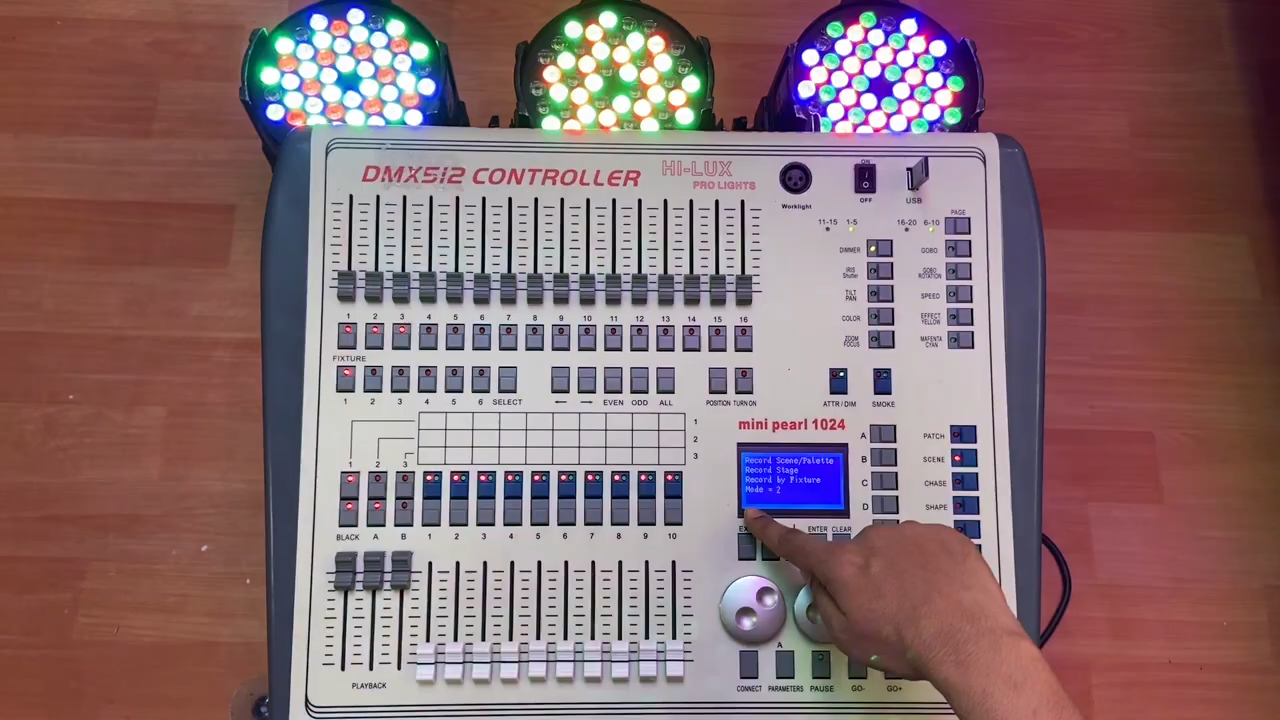 DMX512 CONTROLLER
HI-LUX
PRO LIGHTS
Worklight
ON
OFF
USB
11-15 1-5 16-20 6-10
PAGE
DIMMER GOBO
IRIS Shutter GOBO ROTATION
TILT PAN SPEED
COLOR EFFECT YELLOW
ZOOM FOCUS MAFENTA CYAN
1 2 3 4 5 6 7 8 9 10 11 12 13 14 15 16
FIXTURE
1 2 3 4 5 6 SELECT ← → EVEN ODD ALL POSITION TURN ON
ATTR / DIM SMOKE
1
2
3
1 2 3
mini pearl 1024
Record Scene/Palette
Record Stage
Record by Fixture
Mode = 2
A PATCH
B SCENE
C CHASE
D SHAPE
ENTER CLEAR
BLACK A B 1 2 3 4 5 6 7 8 9 10
PLAYBACK
A
CONNECT PARAMETERS PAUSE GO- GO+